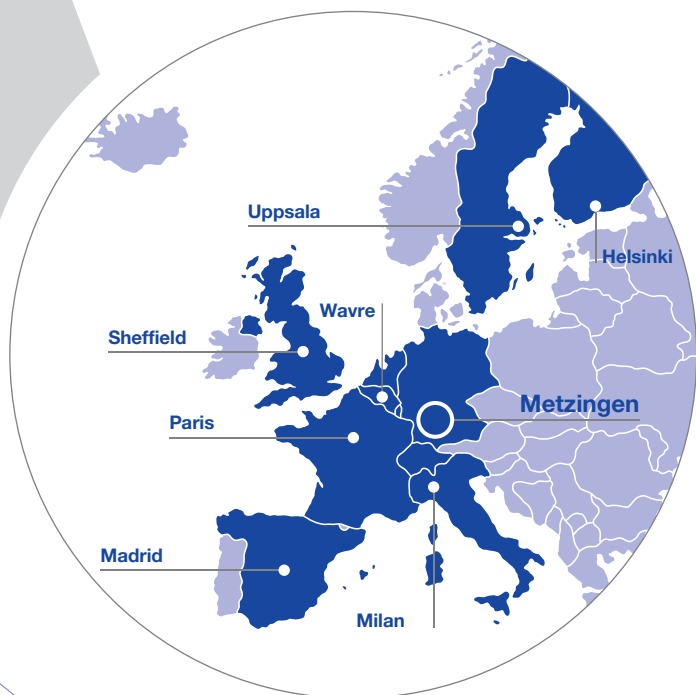 Uppsala
Helsinki
Wavre
Sheffield
Metzingen
Paris
Madrid
Milan